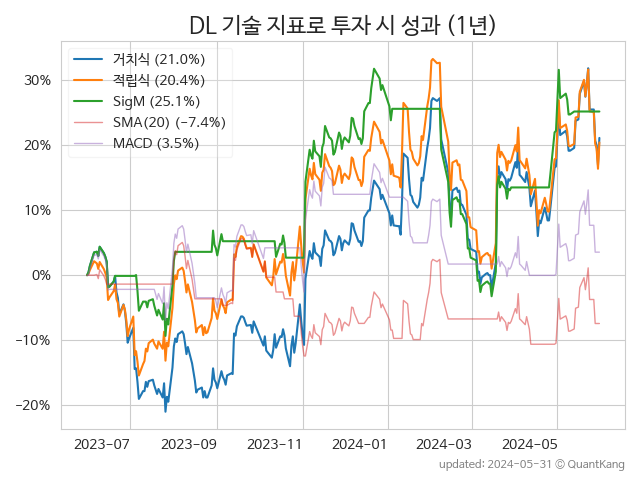 DL 기술 지표로 투자 시 성과 (1년)
거치식 (21.0%)
적립식 (20.4%)
SigM (25.1%)
SMA(20) (−7.4%)
MACD (3.5%)
30%
20%
10%
0%
−10%
−20%
2023-07
2023-09
2023-11
2024-01
2024-03
2024-05
updated: 2024-05-31 © QuantKang